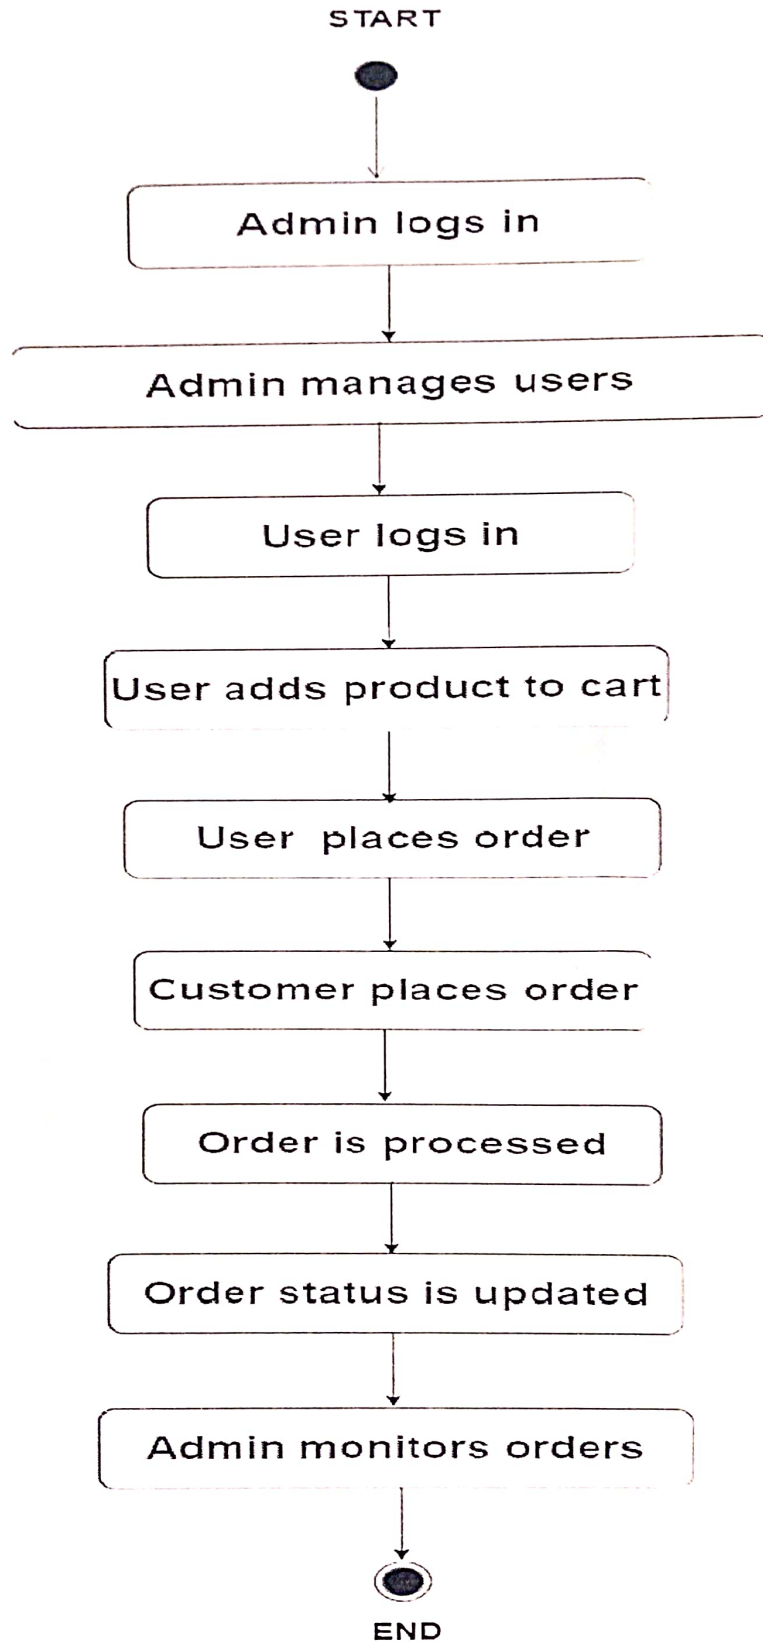 START
Admin logs in
Admin manages users
User logs in
User adds product to cart
User places order
Customer places order
Order is processed
Order status is updated
Admin monitors orders
END